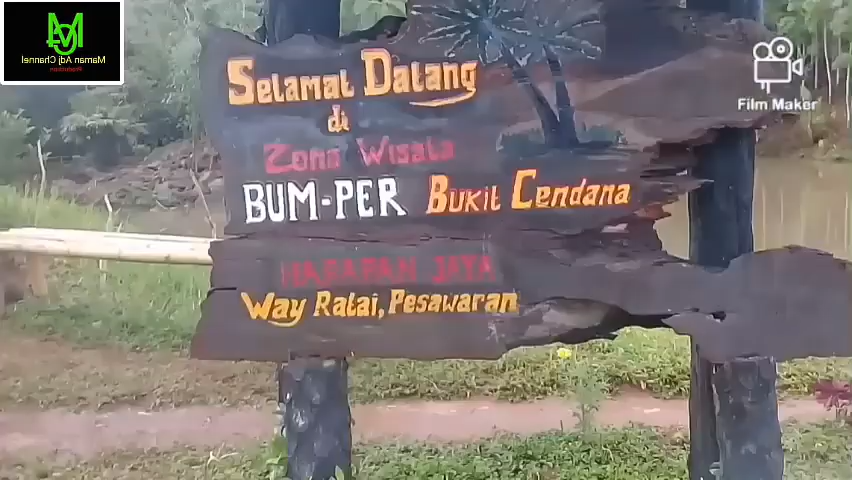 Maman Adj Channel
Film Maker
Selamat Datang
di
Zona Wisata
BUM-PER Bukit Cendana
HARAPAN JAYA
Way Ratai, Pesawaran